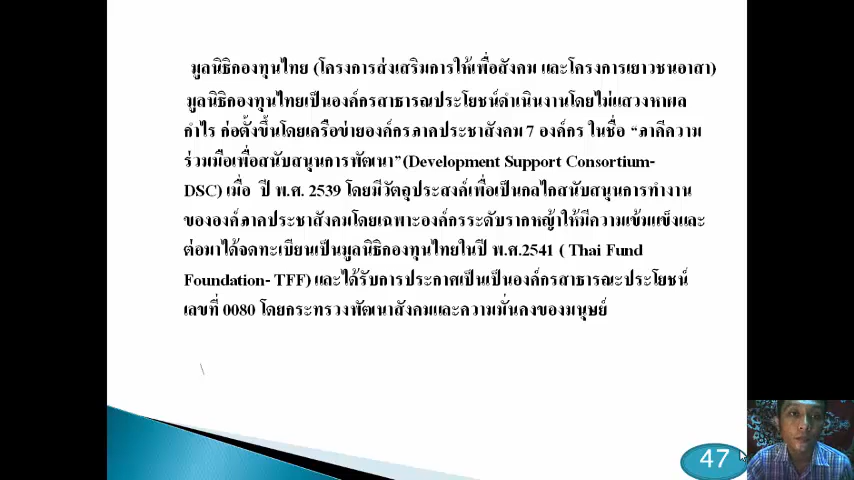 มูลนิธิกองทุนไทย (โครงการส่งเสริมการให้เพื่อสังคม และโครงการเยาวชนอาสา)
มูลนิธิกองทุนไทยเป็นองค์กรสาธารณประโยชน์ดำเนินงานโดยไม่แสวงหาผล
กำไร ก่อตั้งขึ้นโดยเครือข่ายองค์กรภาคประชาสังคม 7 องค์กร ในชื่อ “ภาคีความ
ร่วมมือเพื่อสนับสนุนการพัฒนา” (Development Support Consortium-
DSC) เมื่อ ปี พ.ศ. 2539 โดยมีวัตถุประสงค์เพื่อเป็นกลไกสนับสนุนการทำงาน
ขององค์ภาคประชาสังคมโดยเฉพาะองค์กรระดับรากหญ้าให้มีความเข้มแข็งและ
ต่อมาได้จดทะเบียนเป็นมูลนิธิกองทุนไทยในปี พ.ศ.2541 ( Thai Fund
Foundation- TFF) และได้รับการประกาศเป็นเป็นองค์กรสาธารณะประโยชน์
เลขที่ 0080 โดยกระทรวงพัฒนาสังคมและความมั่นคงของมนุษย์
\
47